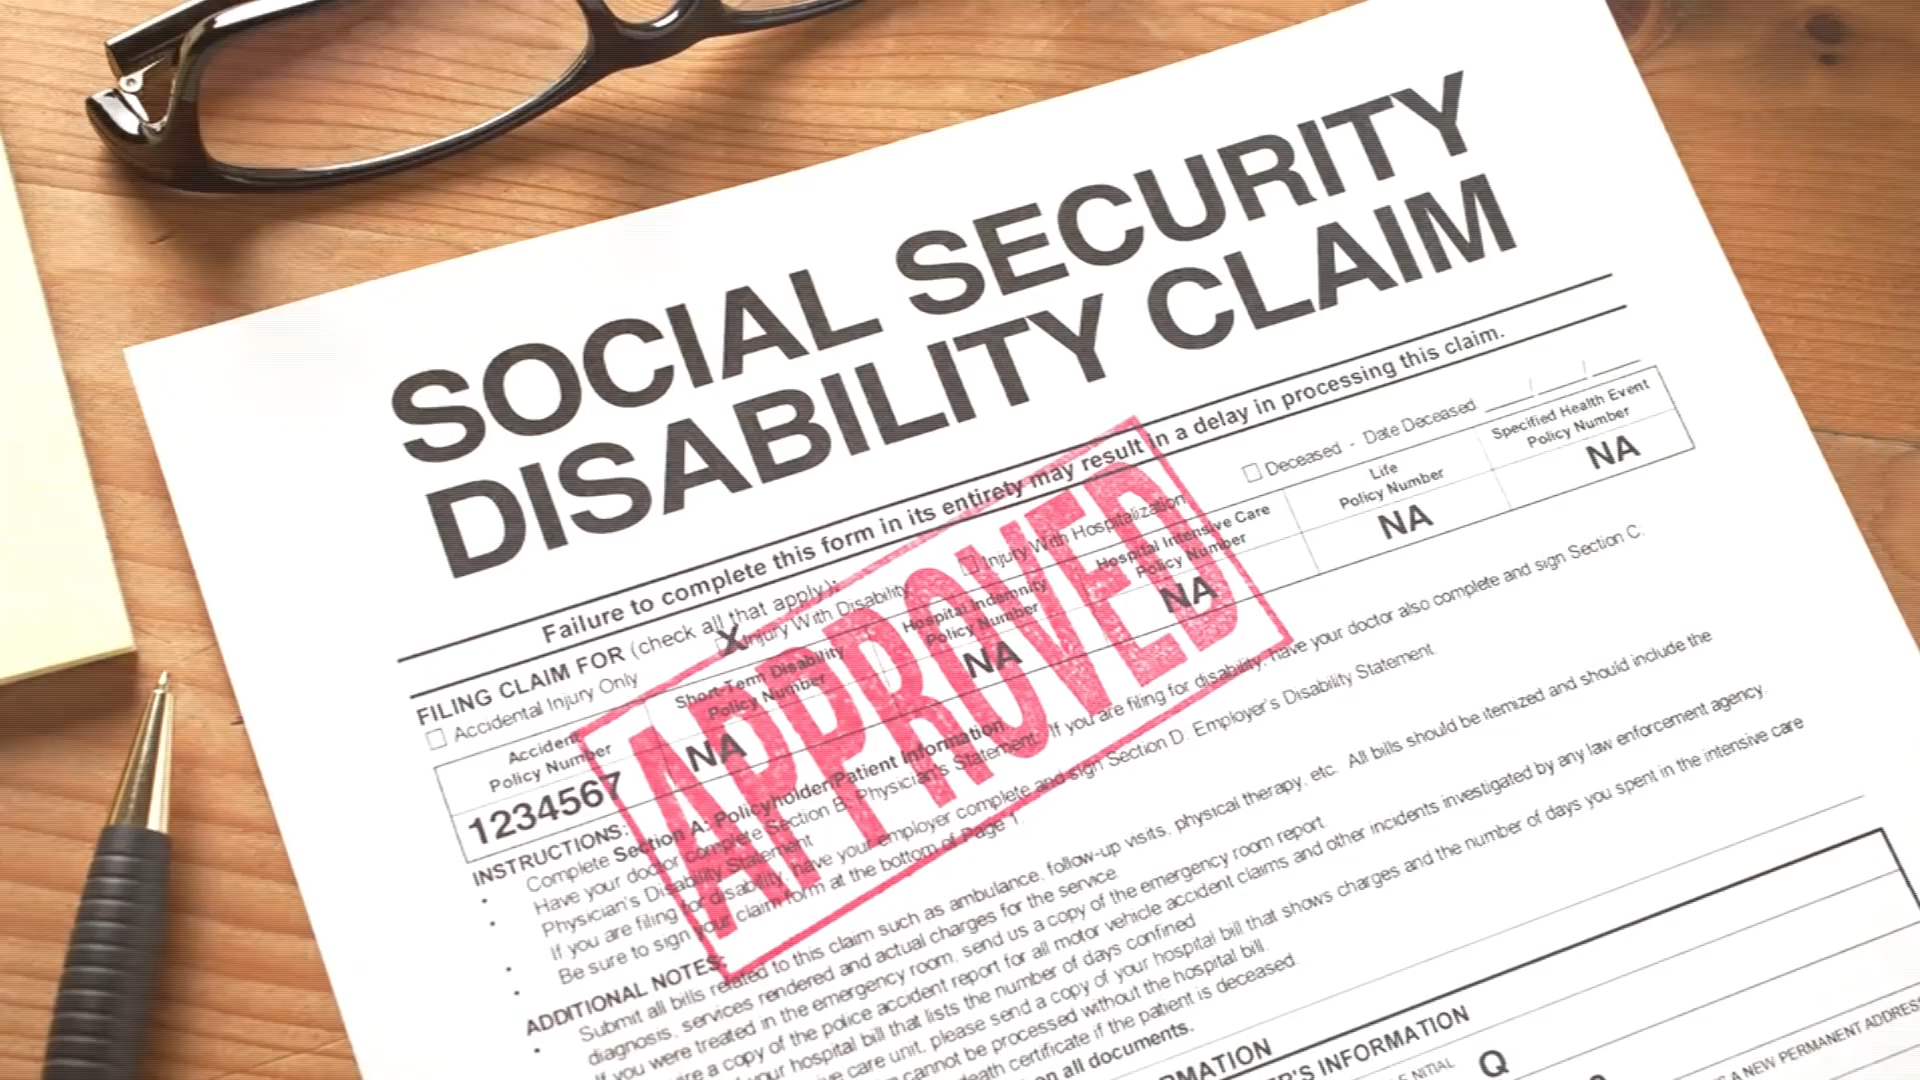 SOCIAL SECURITY
DISABILITY CLAIM
Failure to complete this form in its entirety may result in a delay in processing this claim.
FILING CLAIM FOR (check all that apply):
Accidental Injury Only
X Injury With Disability
Injury With Hospitalization
Deceased - Date Deceased ___/___/___
Accident
Policy Number
1234567
Short-Term Disability
Policy Number
NA
Hospital Indemnity
Policy Number
NA
Hospital Intensive Care
Policy Number
NA
Life
Policy Number
NA
Specified Health Event
Policy Number
NA
APPROVED
INSTRUCTIONS:
Complete Section A: Policyholder/Patient Information
Have your doctor complete Section B: Physician's Statement. If you are filing for disability, have your doctor also complete and sign Section C:
Physician's Disability Statement
If you are filing for disability, have your employer complete and sign Section D. Employer's Disability Statement.
Be sure to sign your claim form at the bottom of Page 1.
ADDITIONAL NOTES:
Submit all bills related to this claim such as ambulance, follow-up visits, physical therapy, etc. All bills should be itemized and should include the
diagnosis, services rendered and actual charges for the service.
If you were treated in the emergency room, send us a copy of the emergency room report.
a copy of the police accident report for all motor vehicle accident claims and other incidents investigated by any law enforcement agency.
your hospital bill that lists the number of days confined
care unit, please send a copy of your hospital bill that shows charges and the number of days you spent in the intensive care
cannot be processed without the hospital bill.
death certificate if the patient is deceased.
on all documents.
'S INFORMATION
INITIAL
Q
A NEW PERMANENT ADDRESS